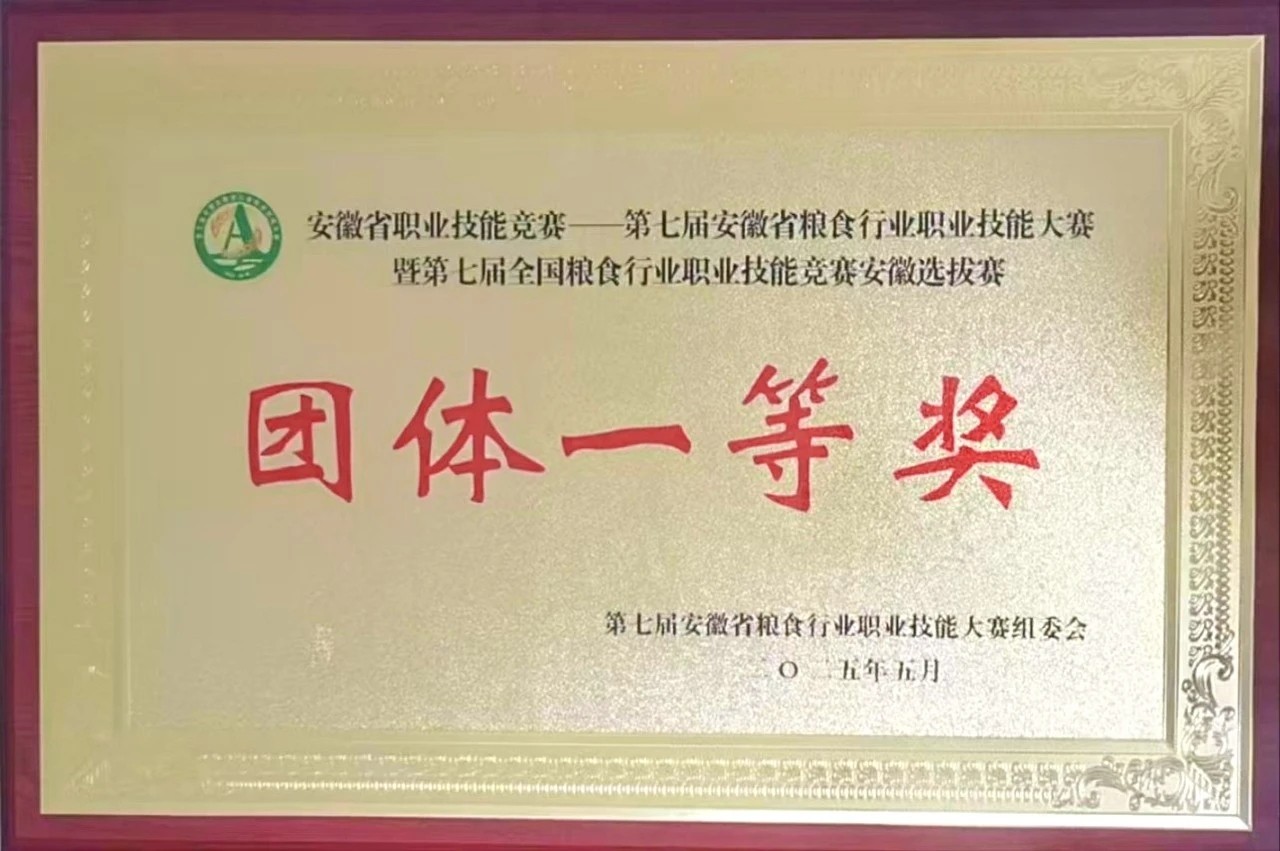 安徽省职业技能竞赛——第七届安徽省粮食行业职业技能大赛
暨第七届全国粮食行业职业技能竞赛安徽选拔赛
团体一等奖
第七届安徽省粮食行业职业技能大赛组委会
二〇二五年五月